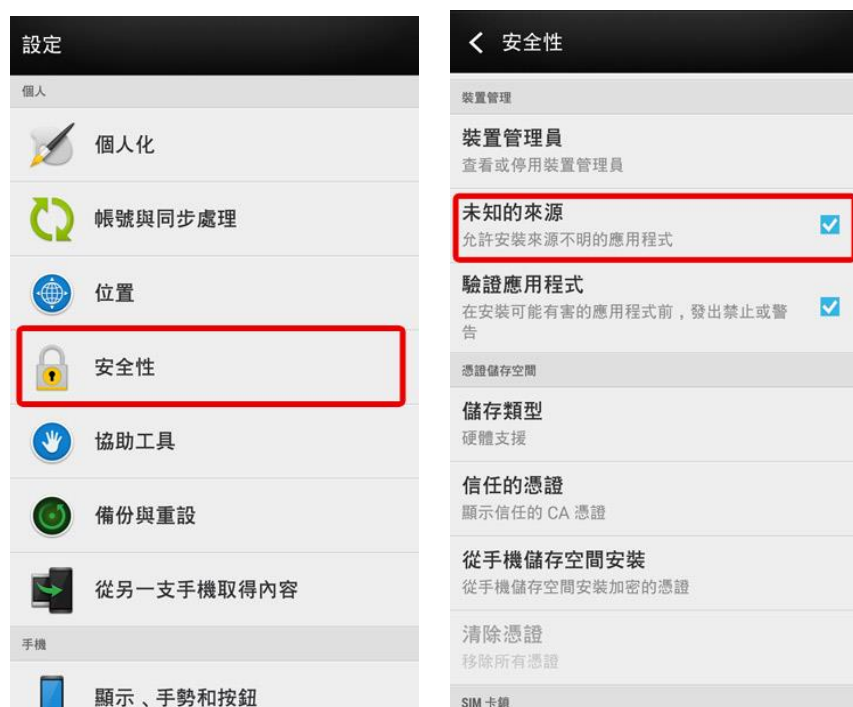 設定
個人
個人化
帳號與同步處理
位置
安全性
協助工具
備份與重設
從另一支手機取得內容
手機
顯示、手勢和按鈕
安全性
裝置管理
裝置管理員
查看或停用裝置管理員
未知的來源
允許安裝來源不明的應用程式
驗證應用程式
在安裝可能有害的應用程式前，發出禁止或警
告
憑證儲存空間
儲存類型
硬體支援
信任的憑證
顯示信任的 CA 憑證
從手機儲存空間安裝
從手機儲存空間安裝加密的憑證
清除憑證
移除所有憑證
SIM 卡鎖